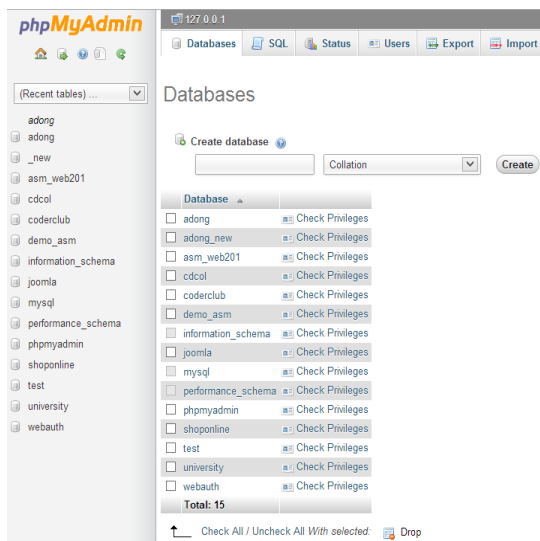 phpMyAdmin
(Recent tables) ...
adong
adong
_new
asm_web201
cdcol
coderclub
demo_asm
information_schema
joomla
mysql
performance_schema
phpmyadmin
shoponline
test
university
webauth
127.0.0.1
Databases SQL Status Users Export Import
Databases
Create database
Collation Create
Database
adong Check Privileges
adong_new Check Privileges
asm_web201 Check Privileges
cdcol Check Privileges
coderclub Check Privileges
demo_asm Check Privileges
information_schema Check Privileges
joomla Check Privileges
mysql Check Privileges
performance_schema Check Privileges
phpmyadmin Check Privileges
shoponline Check Privileges
test Check Privileges
university Check Privileges
webauth Check Privileges
Total: 15
Check All / Uncheck All With selected: Drop